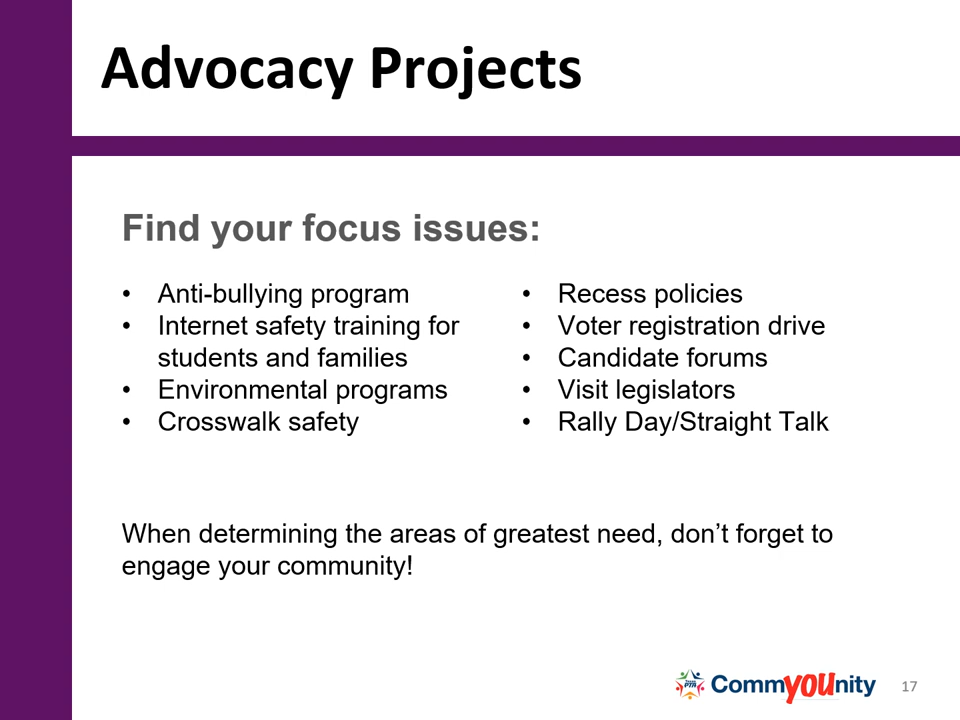 Advocacy Projects
Find your focus issues:
• Anti-bullying program
• Internet safety training for
students and families
• Environmental programs
• Crosswalk safety
• Recess policies
• Voter registration drive
• Candidate forums
• Visit legislators
• Rally Day/Straight Talk
When determining the areas of greatest need, don’t forget to
engage your community!
CommYOUnity
17